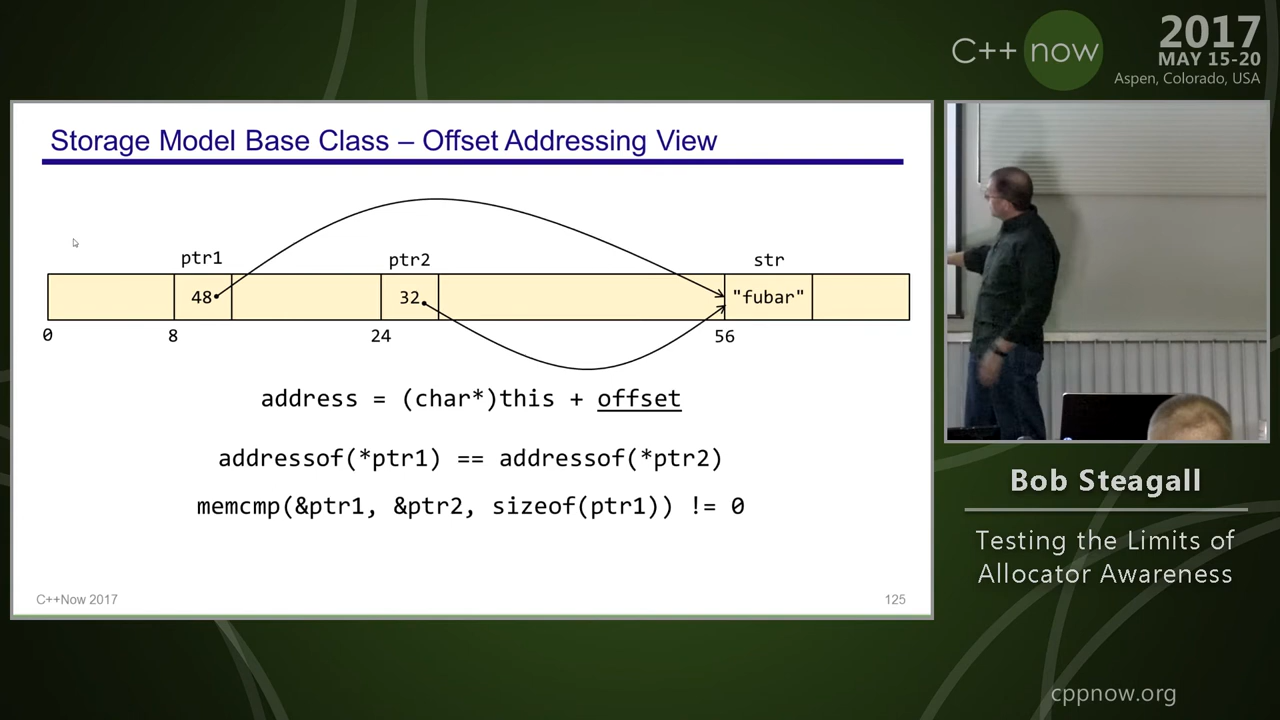 C++ now
2017
MAY 15-20
Aspen, Colorado, USA
Storage Model Base Class – Offset Addressing View
ptr1 ptr2 str
48 32 "fubar"
0 8 24 56
address = (char*)this + offset
addressof(*ptr1) == addressof(*ptr2)
memcmp(&ptr1, &ptr2, sizeof(ptr1)) != 0
C++Now 2017 125
Bob Steagall
Testing the Limits of
Allocator Awareness
cppnow.org